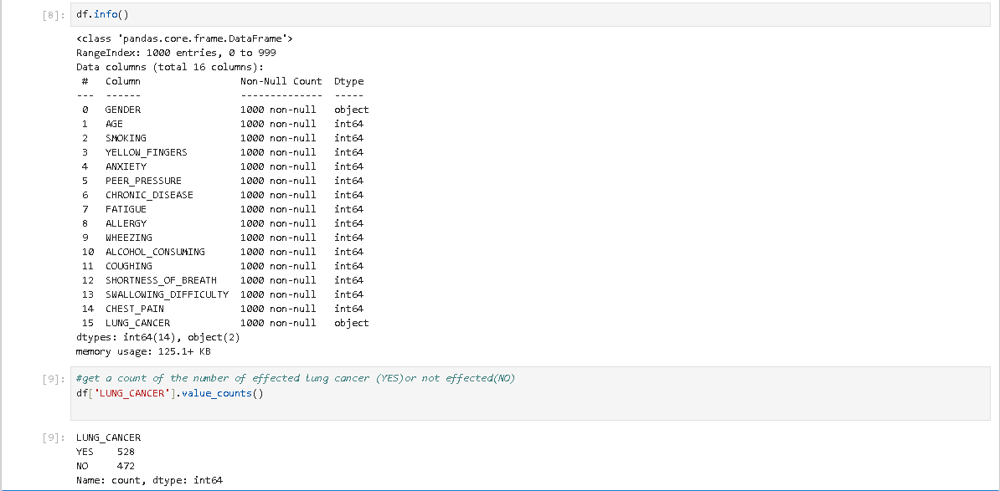 [8]: df.info()
<class 'pandas.core.frame.DataFrame'>
RangeIndex: 1000 entries, 0 to 999
Data columns (total 16 columns):
 #   Column                 Non-Null Count  Dtype
---  ------                 --------------  -----
 0   GENDER                 1000 non-null   object
 1   AGE                    1000 non-null   int64
 2   SMOKING                1000 non-null   int64
 3   YELLOW_FINGERS         1000 non-null   int64
 4   ANXIETY                1000 non-null   int64
 5   PEER_PRESSURE          1000 non-null   int64
 6   CHRONIC_DISEASE        1000 non-null   int64
 7   FATIGUE                1000 non-null   int64
 8   ALLERGY                1000 non-null   int64
 9   WHEEZING               1000 non-null   int64
 10  ALCOHOL_CONSUMING      1000 non-null   int64
 11  COUGHING               1000 non-null   int64
 12  SHORTNESS_OF_BREATH    1000 non-null   int64
 13  SWALLOWING_DIFFICULTY  1000 non-null   int64
 14  CHEST_PAIN             1000 non-null   int64
 15  LUNG_CANCER            1000 non-null   object
dtypes: int64(14), object(2)
memory usage: 125.1+ KB
[9]: #get a count of the number of effected lung cancer (YES)or not effected(NO)
df['LUNG_CANCER'].value_counts()
[9]: LUNG_CANCER
YES    528
NO     472
Name: count, dtype: int64